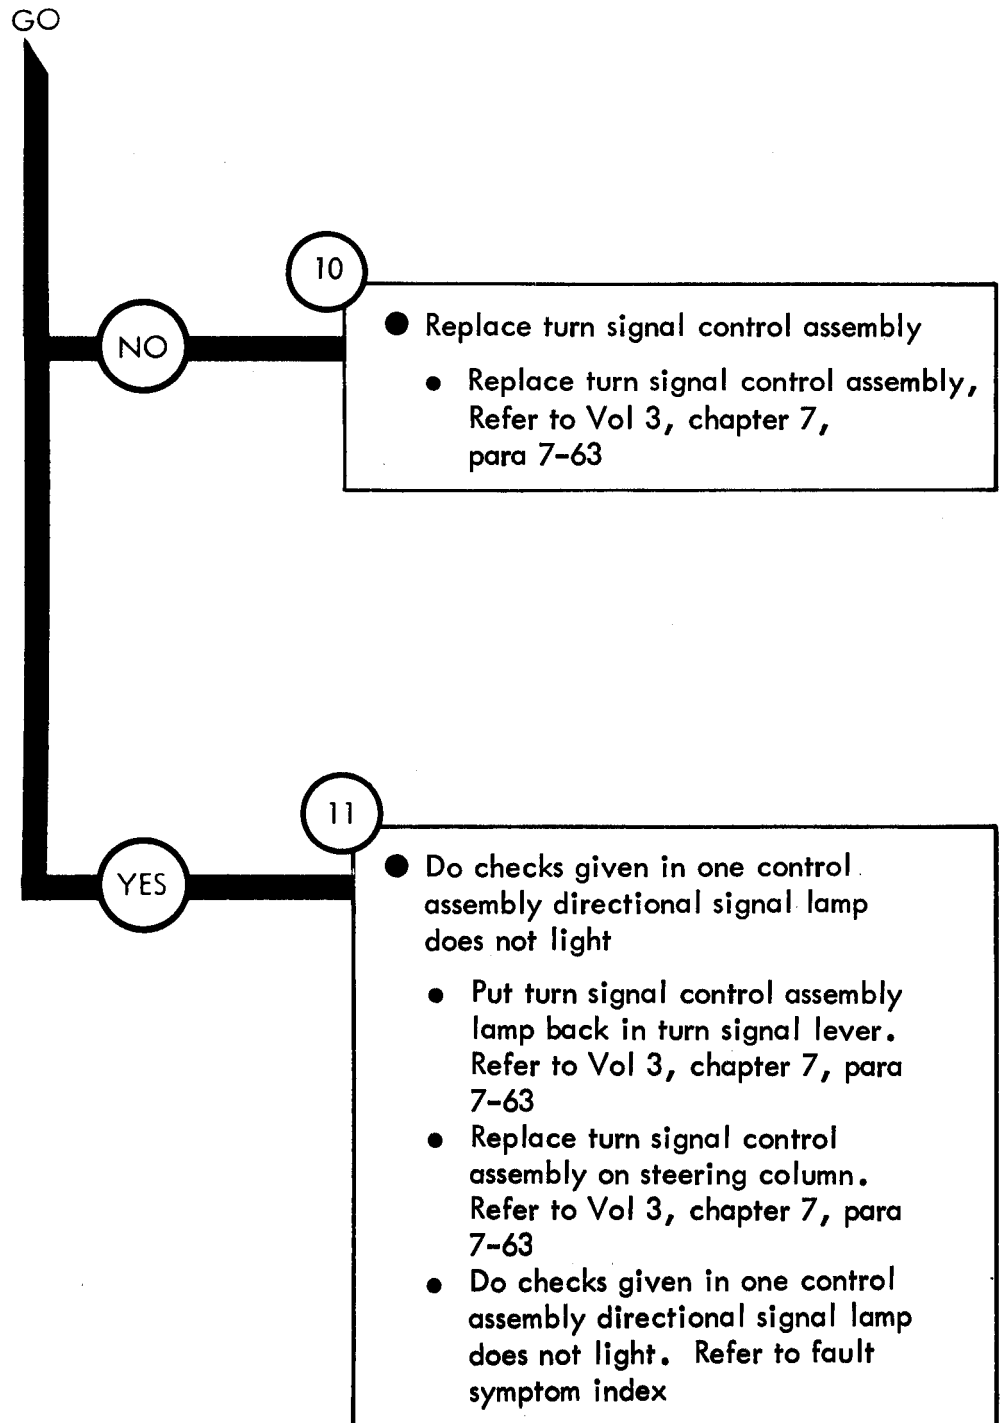 GO
10
NO
● Replace turn signal control assembly
● Replace turn signal control assembly,
Refer to Vol 3, chapter 7,
para 7-63
11
YES
● Do checks given in one control
assembly directional signal lamp
does not light
● Put turn signal control assembly
lamp back in turn signal lever.
Refer to Vol 3, chapter 7, para
7-63
● Replace turn signal control
assembly on steering column.
Refer to Vol 3, chapter 7, para
7-63
● Do checks given in one control
assembly directional signal lamp
does not light. Refer to fault
symptom index